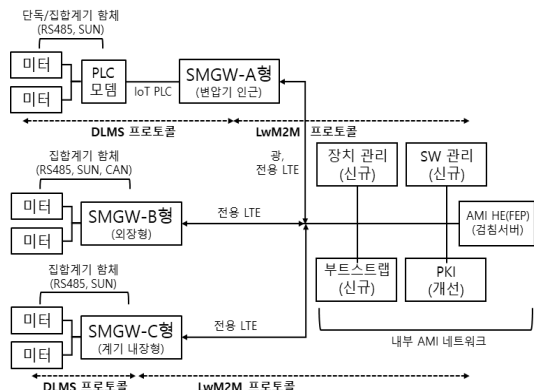 단독/집합계기 함체
(RS485, SUN)
미터
미터
PLC
모뎀
IoT PLC
SMGW-A형
(변압기 인근)
DLMS 프로토콜
LwM2M 프로토콜
광,
전용 LTE
장치 관리
(신규)
SW 관리
(신규)
집합계기 함체
(RS485, SUN, CAN)
미터
미터
SMGW-B형
(외장형)
전용 LTE
AMI HE(FEP)
(검침서버)
부트스트랩
(신규)
PKI
(개선)
집합계기 함체
(RS485, SUN)
미터
미터
SMGW-C형
(계기 내장형)
전용 LTE
내부 AMI 네트워크
DLMS 프로토콜
LwM2M 프로토콜